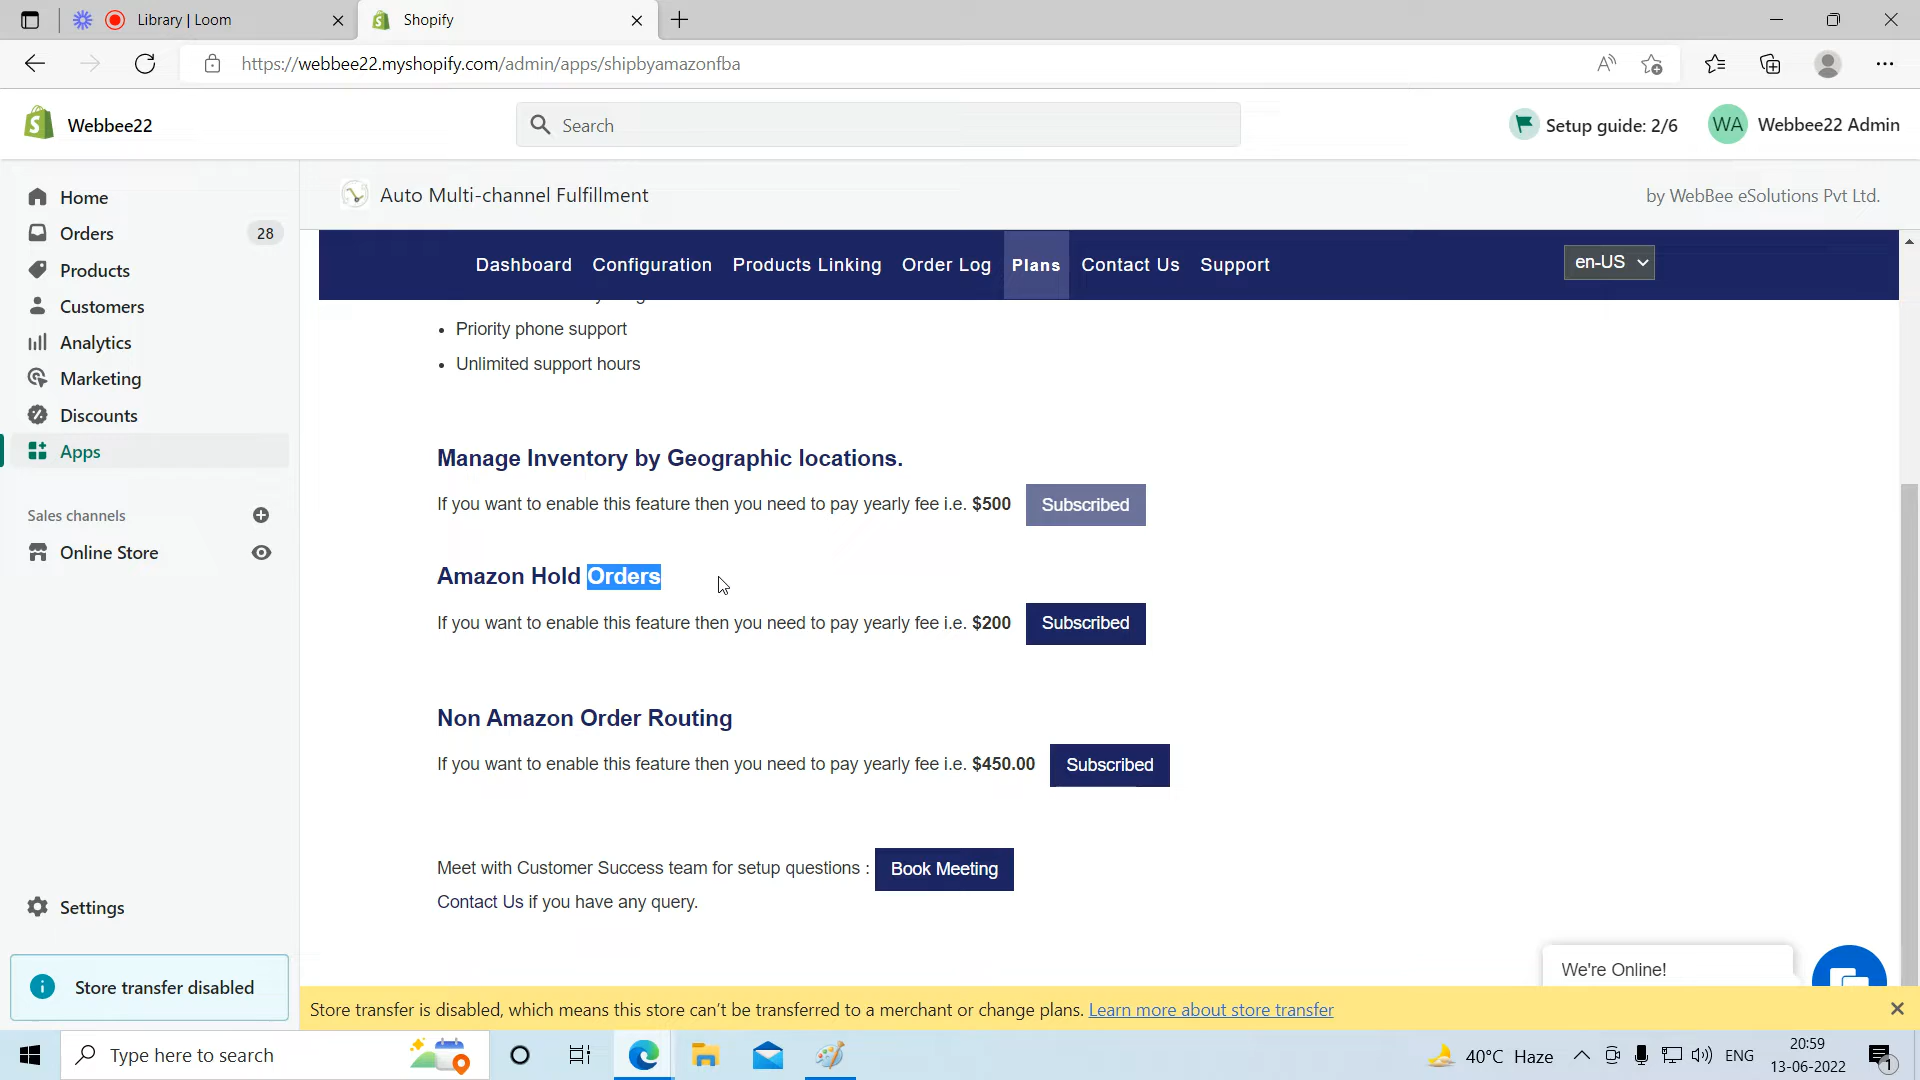 Library | Loom
Shopify
https://webbee22.myshopify.com/admin/apps/shipbyamazonfba
Webbee22
Search
Setup guide: 2/6
WA
Webbee22 Admin
Home
Orders
28
Products
Customers
Analytics
Marketing
Discounts
Apps
Sales channels
Online Store
Settings
Store transfer disabled
Auto Multi-channel Fulfillment
by WebBee eSolutions Pvt Ltd.
Dashboard Configuration Products Linking Order Log Plans Contact Us Support
en-US
• Priority phone support
• Unlimited support hours
Manage Inventory by Geographic locations.
If you want to enable this feature then you need to pay yearly fee i.e. $500 Subscribed
Amazon Hold Orders
If you want to enable this feature then you need to pay yearly fee i.e. $200 Subscribed
Non Amazon Order Routing
If you want to enable this feature then you need to pay yearly fee i.e. $450.00 Subscribed
Meet with Customer Success team for setup questions : Book Meeting
Contact Us if you have any query.
We're Online!
Store transfer is disabled, which means this store can't be transferred to a merchant or change plans. Learn more about store transfer
Type here to search
40°C Haze
ENG
20:59
13-06-2022
1